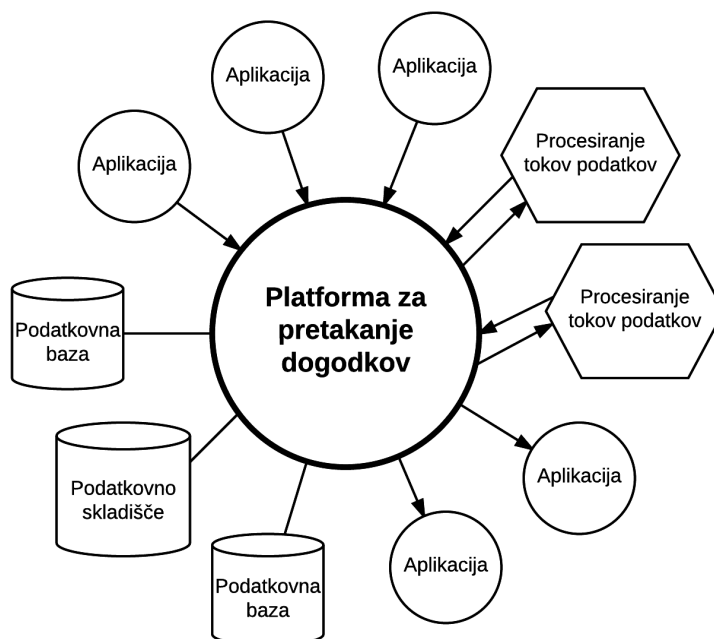 Aplikacija
Aplikacija
Aplikacija
Procesiranje
tokov podatkov
Procesiranje
tokov podatkov
Platforma za
pretakanje
dogodkov
Podatkovna
baza
Podatkovno
skladišče
Podatkovna
baza
Aplikacija
Aplikacija